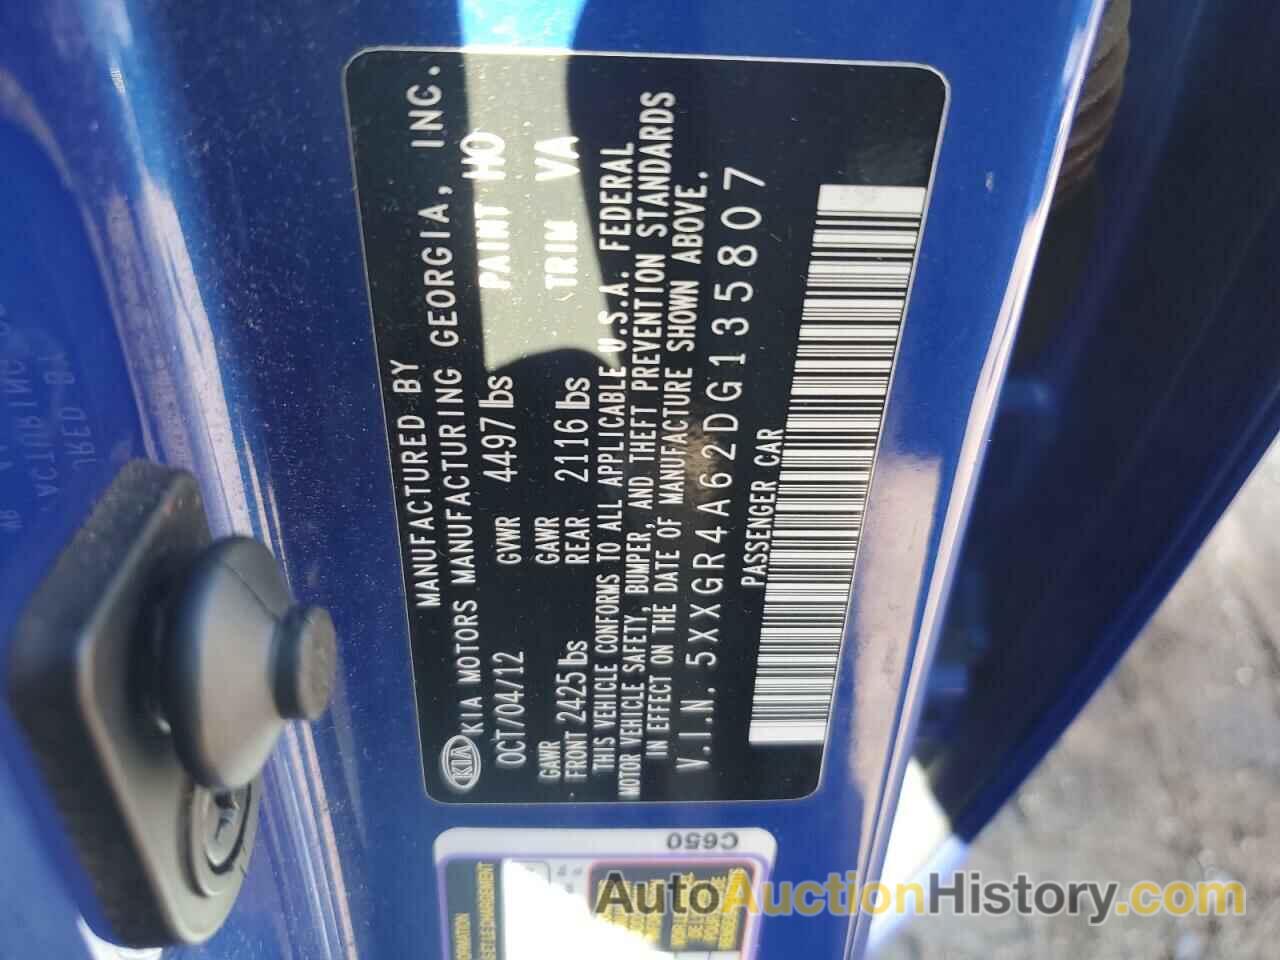 MANUFACTURED BY
KIA KIA MOTORS MANUFACTURING GEORGIA, INC.
OCT/04/12 GVWR 4497 lbs PAINT HO
GAWR FRONT 2425 lbs GAWR REAR 2116 lbs TRIM VA
THIS VEHICLE CONFORMS TO ALL APPLICABLE U.S.A. FEDERAL
MOTOR VEHICLE SAFETY, BUMPER, AND THEFT PREVENTION STANDARDS
IN EFFECT ON THE DATE OF MANUFACTURE SHOWN ABOVE.
V.I.N. 5XXGR4A62DG135807
PASSENGER CAR
C650
AutoAuctionHistory.com